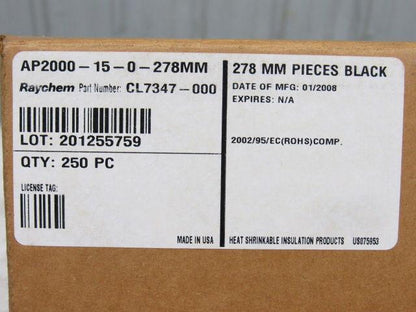 AP2000-15-0-278MM
Raychem Part Number: CL7347-000
LOT: 201255759
QTY: 250 PC
LICENSE TAG:
MADE IN USA
278 MM PIECES BLACK
DATE OF MFG: 01/2008
EXPIRES: N/A
2002/95/EC(ROHS)COMP.
HEAT SHRINKABLE INSULATION PRODUCTS US075953